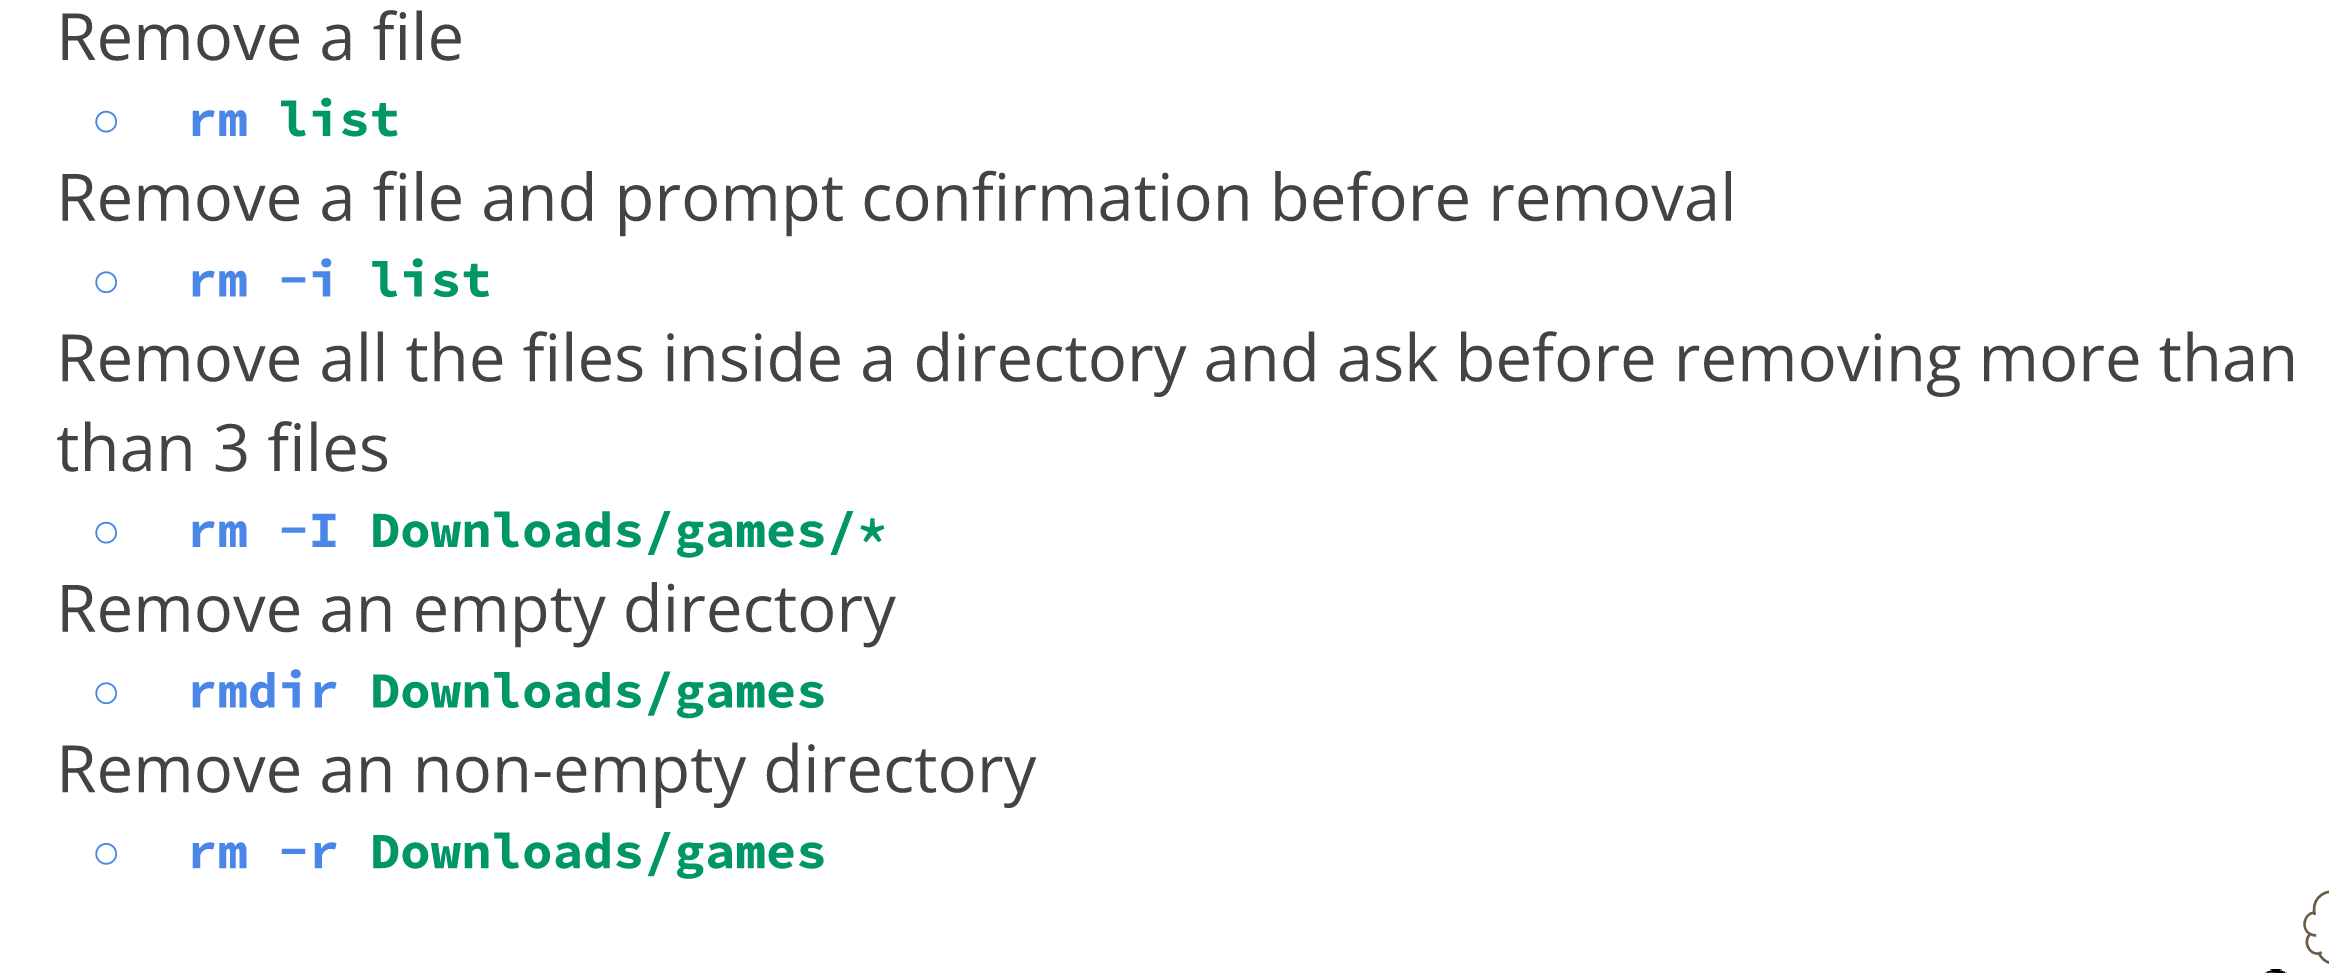 Remove a file
○ rm list
Remove a file and prompt confirmation before removal
○ rm -i list
Remove all the files inside a directory and ask before removing more than
than 3 files
○ rm -I Downloads/games/*
Remove an empty directory
○ rmdir Downloads/games
Remove an non-empty directory
○ rm -r Downloads/games